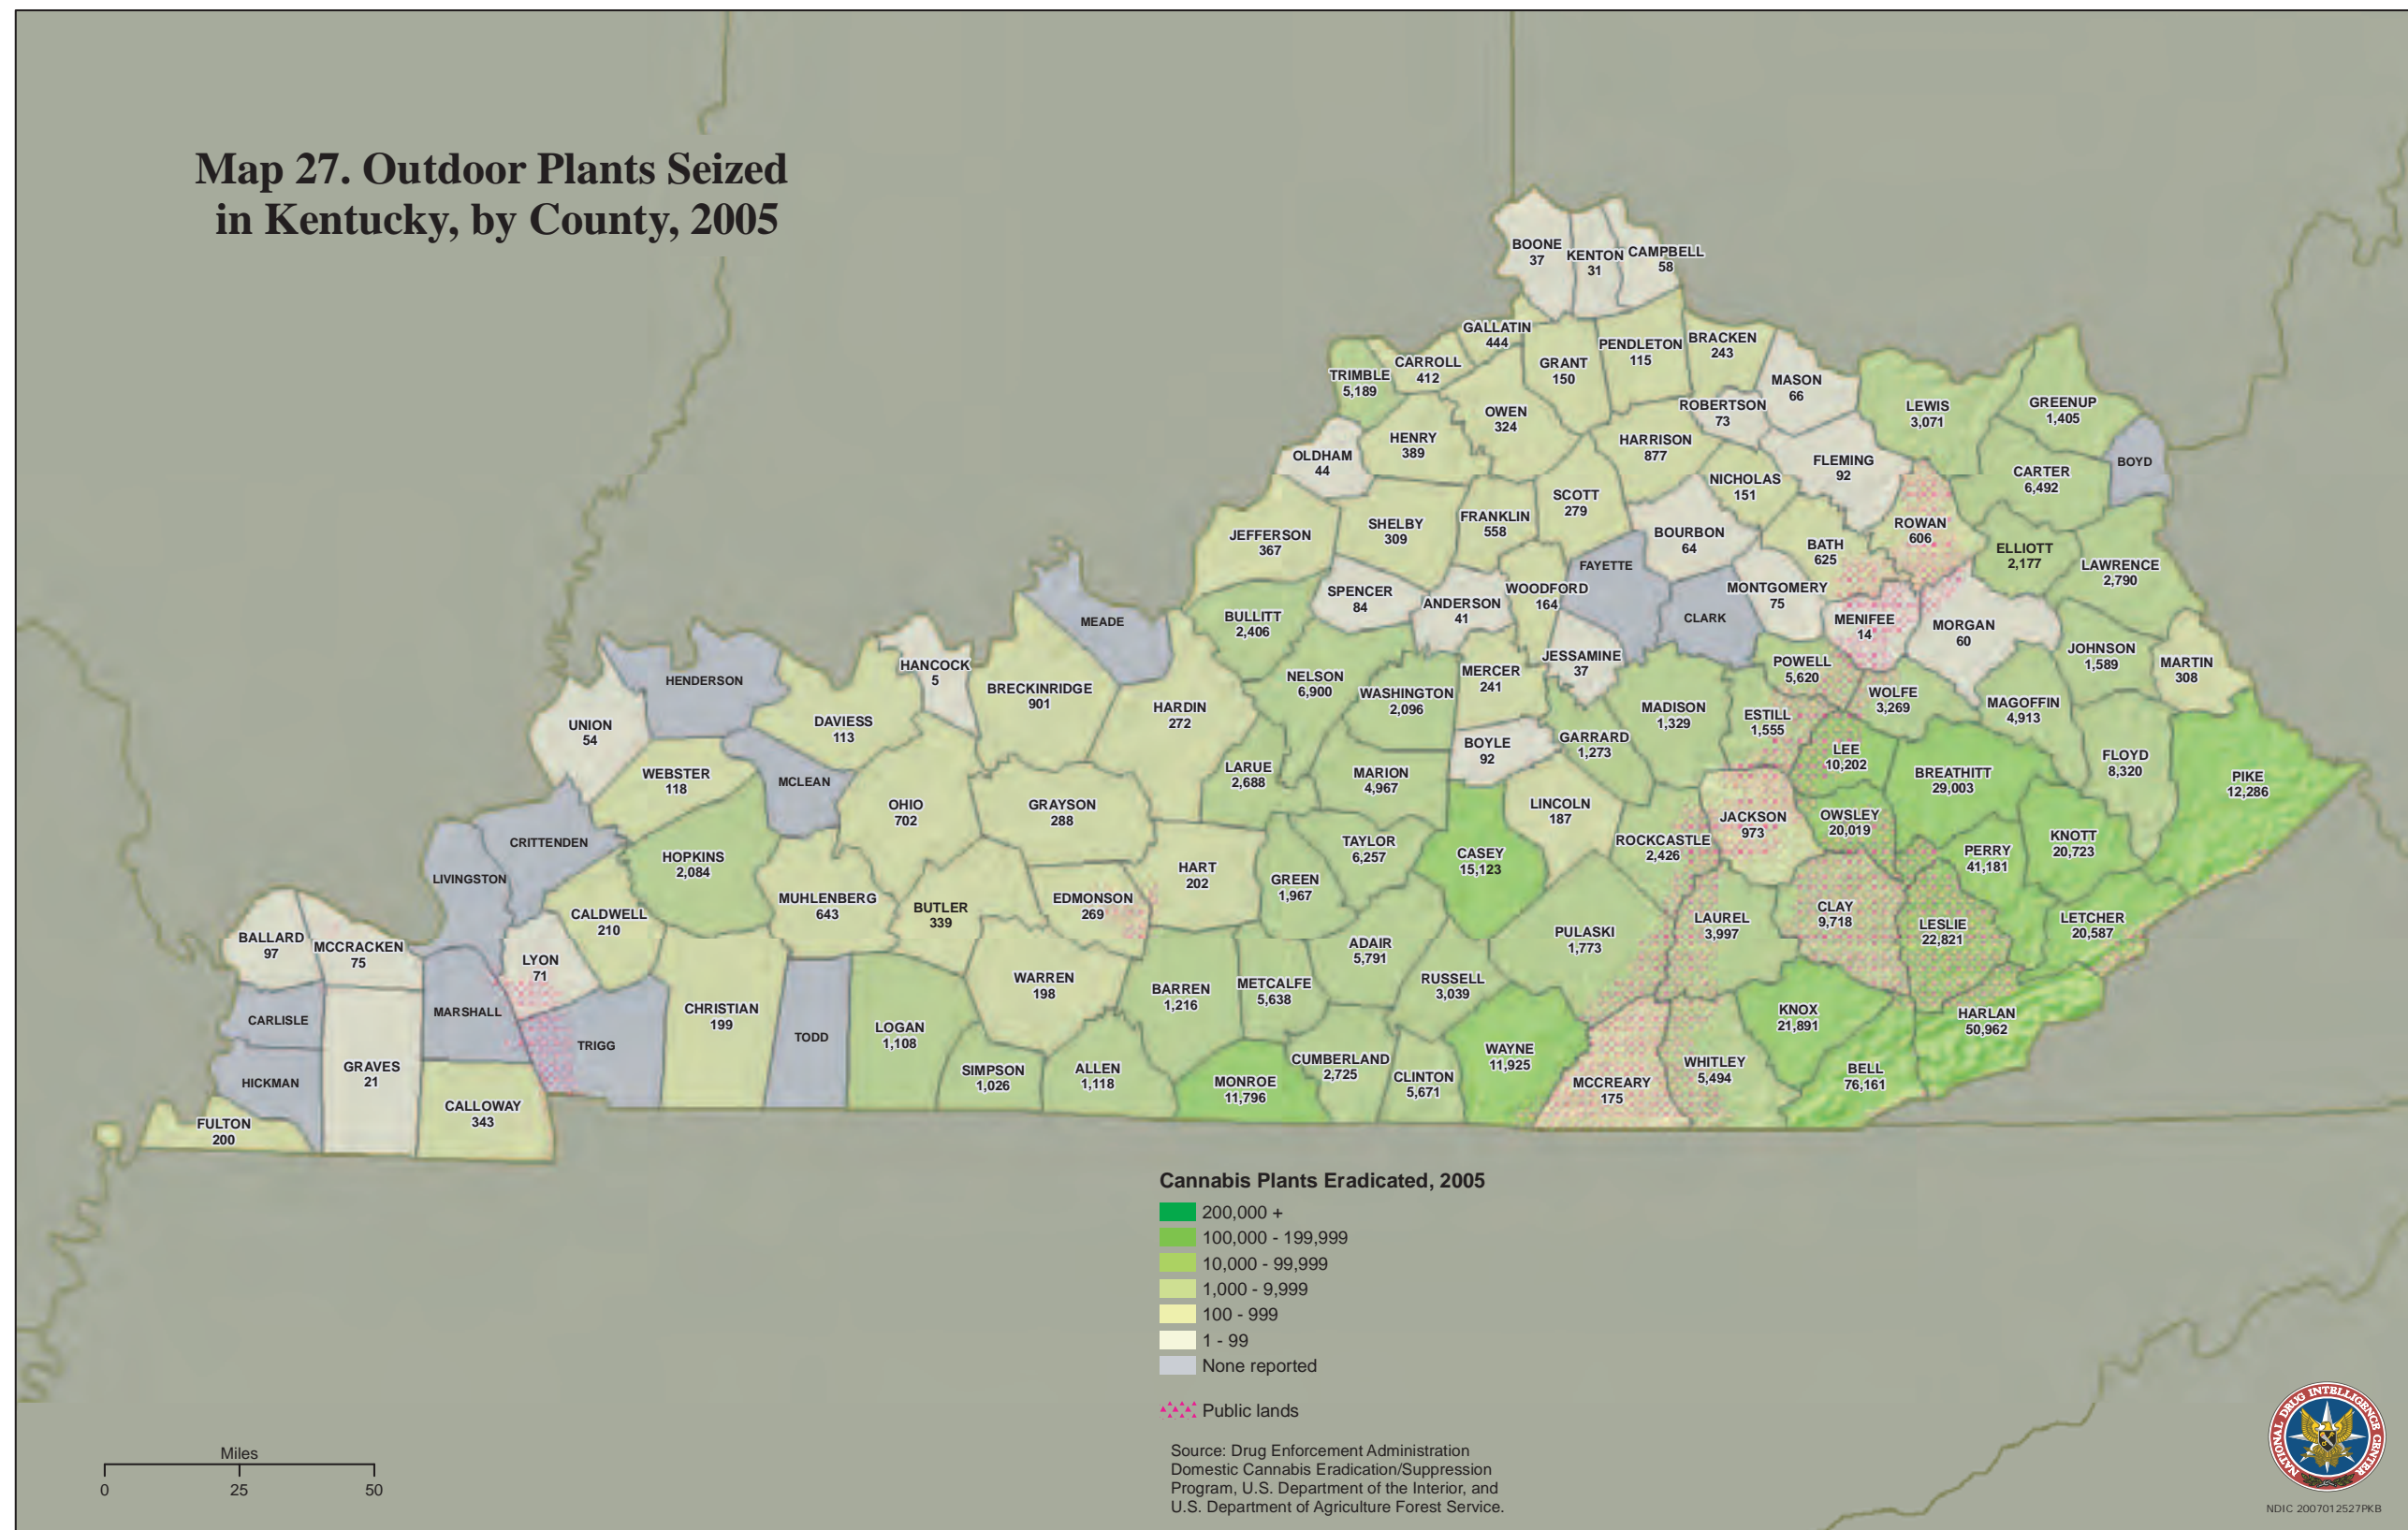 Map 27. Outdoor Plants Seized
in Kentucky, by County, 2005
BOONE
37
KENTON
31
CAMPBELL
58
GALLATIN
444
CARROLL
412
TRIMBLE
5,189
GRANT
150
PENDLETON
115
BRACKEN
243
MASON
66
ROBERTSON
73
LEWIS
3,071
GREENUP
1,405
OWEN
324
HENRY
389
HARRISON
877
OLDHAM
44
NICHOLAS
151
FLEMING
92
CARTER
6,492
BOYD
SCOTT
279
FRANKLIN
558
SHELBY
309
JEFFERSON
367
BOURBON
64
BATH
625
ROWAN
606
ELLIOTT
2,177
LAWRENCE
2,790
FAYETTE
WOODFORD
164
SPENCER
84
ANDERSON
41
CLARK
MONTGOMERY
75
MENIFEE
14
MORGAN
60
BULLITT
2,406
MEADE
JESSAMINE
37
MERCER
241
POWELL
5,620
JOHNSON
1,589
MARTIN
308
HENDERSON
HANCOCK
5
BRECKINRIDGE
901
HARDIN
272
NELSON
6,900
WASHINGTON
2,096
WOLFE
3,269
MAGOFFIN
4,913
MADISON
1,329
ESTILL
1,555
UNION
54
DAVIESS
113
GARRARD
1,273
BOYLE
92
LEE
10,202
BREATHITT
29,003
FLOYD
8,320
PIKE
12,286
WEBSTER
118
MCLEAN
LARUE
2,688
MARION
4,967
OHIO
702
GRAYSON
288
LINCOLN
187
JACKSON
973
OWSLEY
20,019
CRITTENDEN
HOPKINS
2,084
TAYLOR
6,257
CASEY
15,123
ROCKCASTLE
2,426
PERRY
41,181
KNOTT
20,723
LIVINGSTON
HART
202
GREEN
1,967
MUHLENBERG
643
BUTLER
339
EDMONSON
269
CALDWELL
210
LAUREL
3,997
CLAY
9,718
LESLIE
22,821
LETCHER
20,587
BALLARD
97
MCCRACKEN
75
LYON
71
PULASKI
1,773
ADAIR
5,791
WARREN
198
BARREN
1,216
METCALFE
5,638
RUSSELL
3,039
CARLISLE
MARSHALL
CHRISTIAN
199
TODD
LOGAN
1,108
KNOX
21,891
HARLAN
50,962
TRIGG
WAYNE
11,925
HICKMAN
GRAVES
21
SIMPSON
1,026
ALLEN
1,118
MONROE
11,796
CUMBERLAND
2,725
CLINTON
5,671
MCCREARY
175
WHITLEY
5,494
BELL
76,161
CALLOWAY
343
FULTON
200
Cannabis Plants Eradicated, 2005
200,000 +
100,000 - 199,999
10,000 - 99,999
1,000 - 9,999
100 - 999
1 - 99
None reported
Public lands
Source: Drug Enforcement Administration
Domestic Cannabis Eradication/Suppression
Program, U.S. Department of the Interior, and
U.S. Department of Agriculture Forest Service.
Miles
0 25 50
NATIONAL DRUG INTELLIGENCE CENTER
NDIC 2007012527PKB